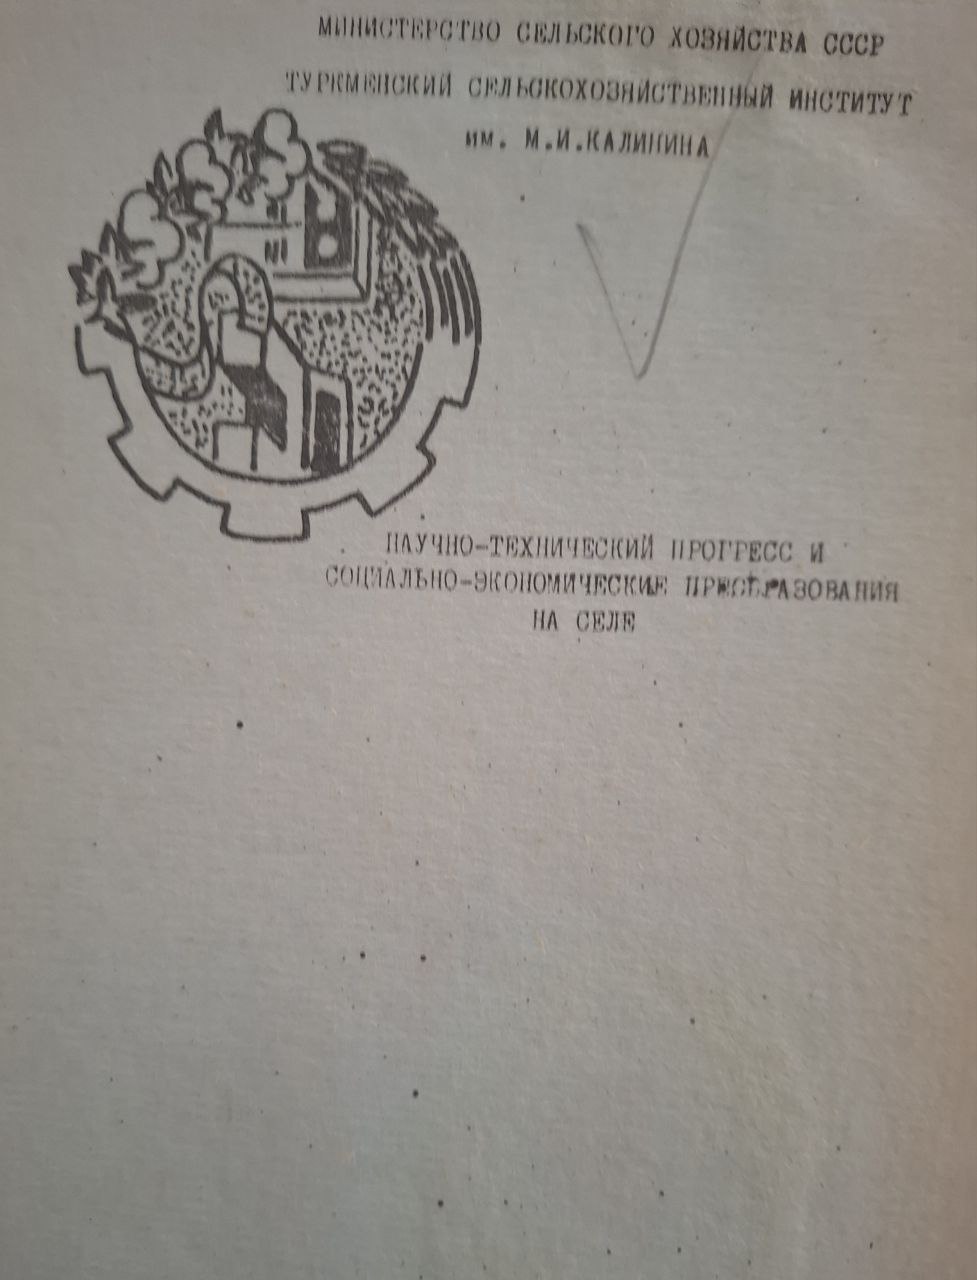 МИНИСТЕРСТВО СЕЛЬСКОГО ХОЗЯЙСТВА СССР
ТУРКМЕНСКИЙ СЕЛЬСКОХОЗЯЙСТВЕННЫЙ ИНСТИТУТ
им. М.И.КАЛИНИНА
НАУЧНО-ТЕХНИЧЕСКИЙ ПРОГРЕСС И
СОЦИАЛЬНО-ЭКОНОМИЧЕСКИЕ ПРЕОБРАЗОВАНИЯ
НА СЕЛЕ